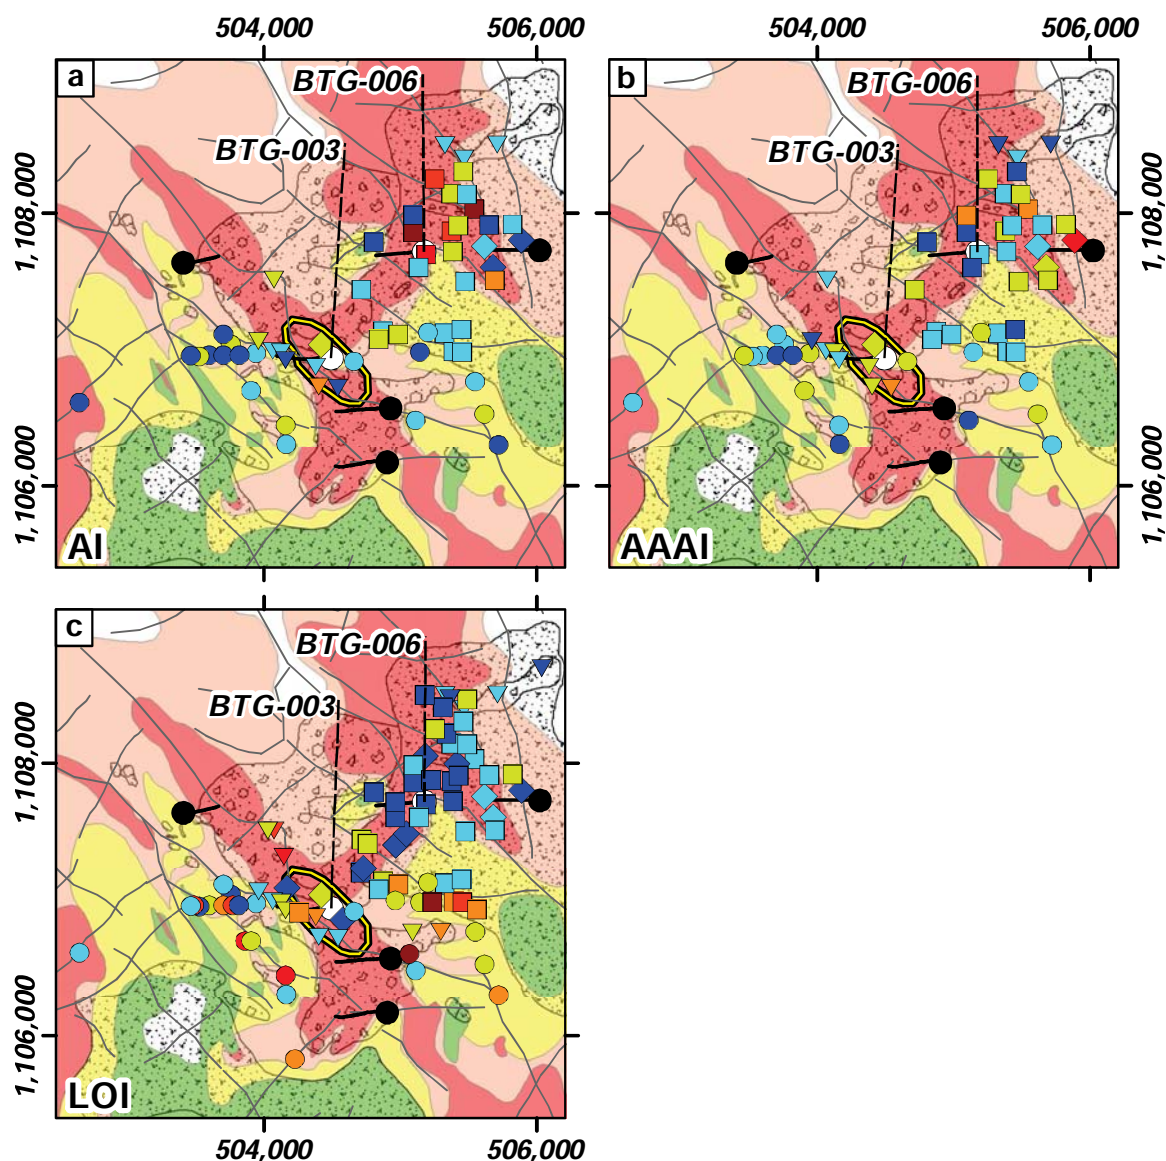 504,000 506,000 504,000 506,000
a BTG-006 b BTG-006
BTG-003 BTG-003
1,108,000 1,108,000
1,106,000 1,106,000
AI AAAI
c BTG-006
BTG-003
1,108,000
1,106,000
LOI
504,000 506,000